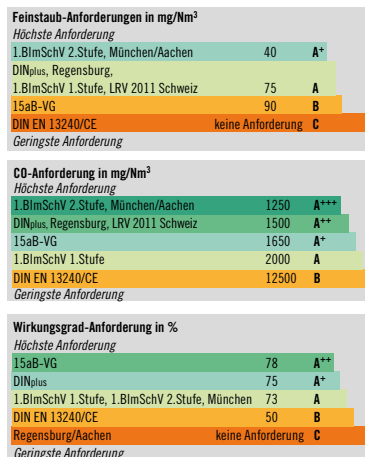 Feinstaub-Anforderungen in mg/Nm³
Höchste Anforderung
1.BImSchV 2.Stufe, München/Aachen 40 A+
DINplus, Regensburg,
1.BImSchV 1.Stufe, LRV 2011 Schweiz 75 A
15aB-VG 90 B
DIN EN 13240/CE keine Anforderung C
Geringste Anforderung
CO-Anforderung in mg/Nm³
Höchste Anforderung
1.BImSchV 2.Stufe, München/Aachen 1250 A+++
DINplus, Regensburg, LRV 2011 Schweiz 1500 A++
15aB-VG 1650 A+
1.BImSchV 1.Stufe 2000 A
DIN EN 13240/CE 12500 B
Geringste Anforderung
Wirkungsgrad-Anforderung in %
Höchste Anforderung
15aB-VG 78 A++
DINplus 75 A+
1.BImSchV 1.Stufe, 1.BImSchV 2.Stufe, München 73 A
DIN EN 13240/CE 50 B
Regensburg/Aachen keine Anforderung C
Geringste Anforderung